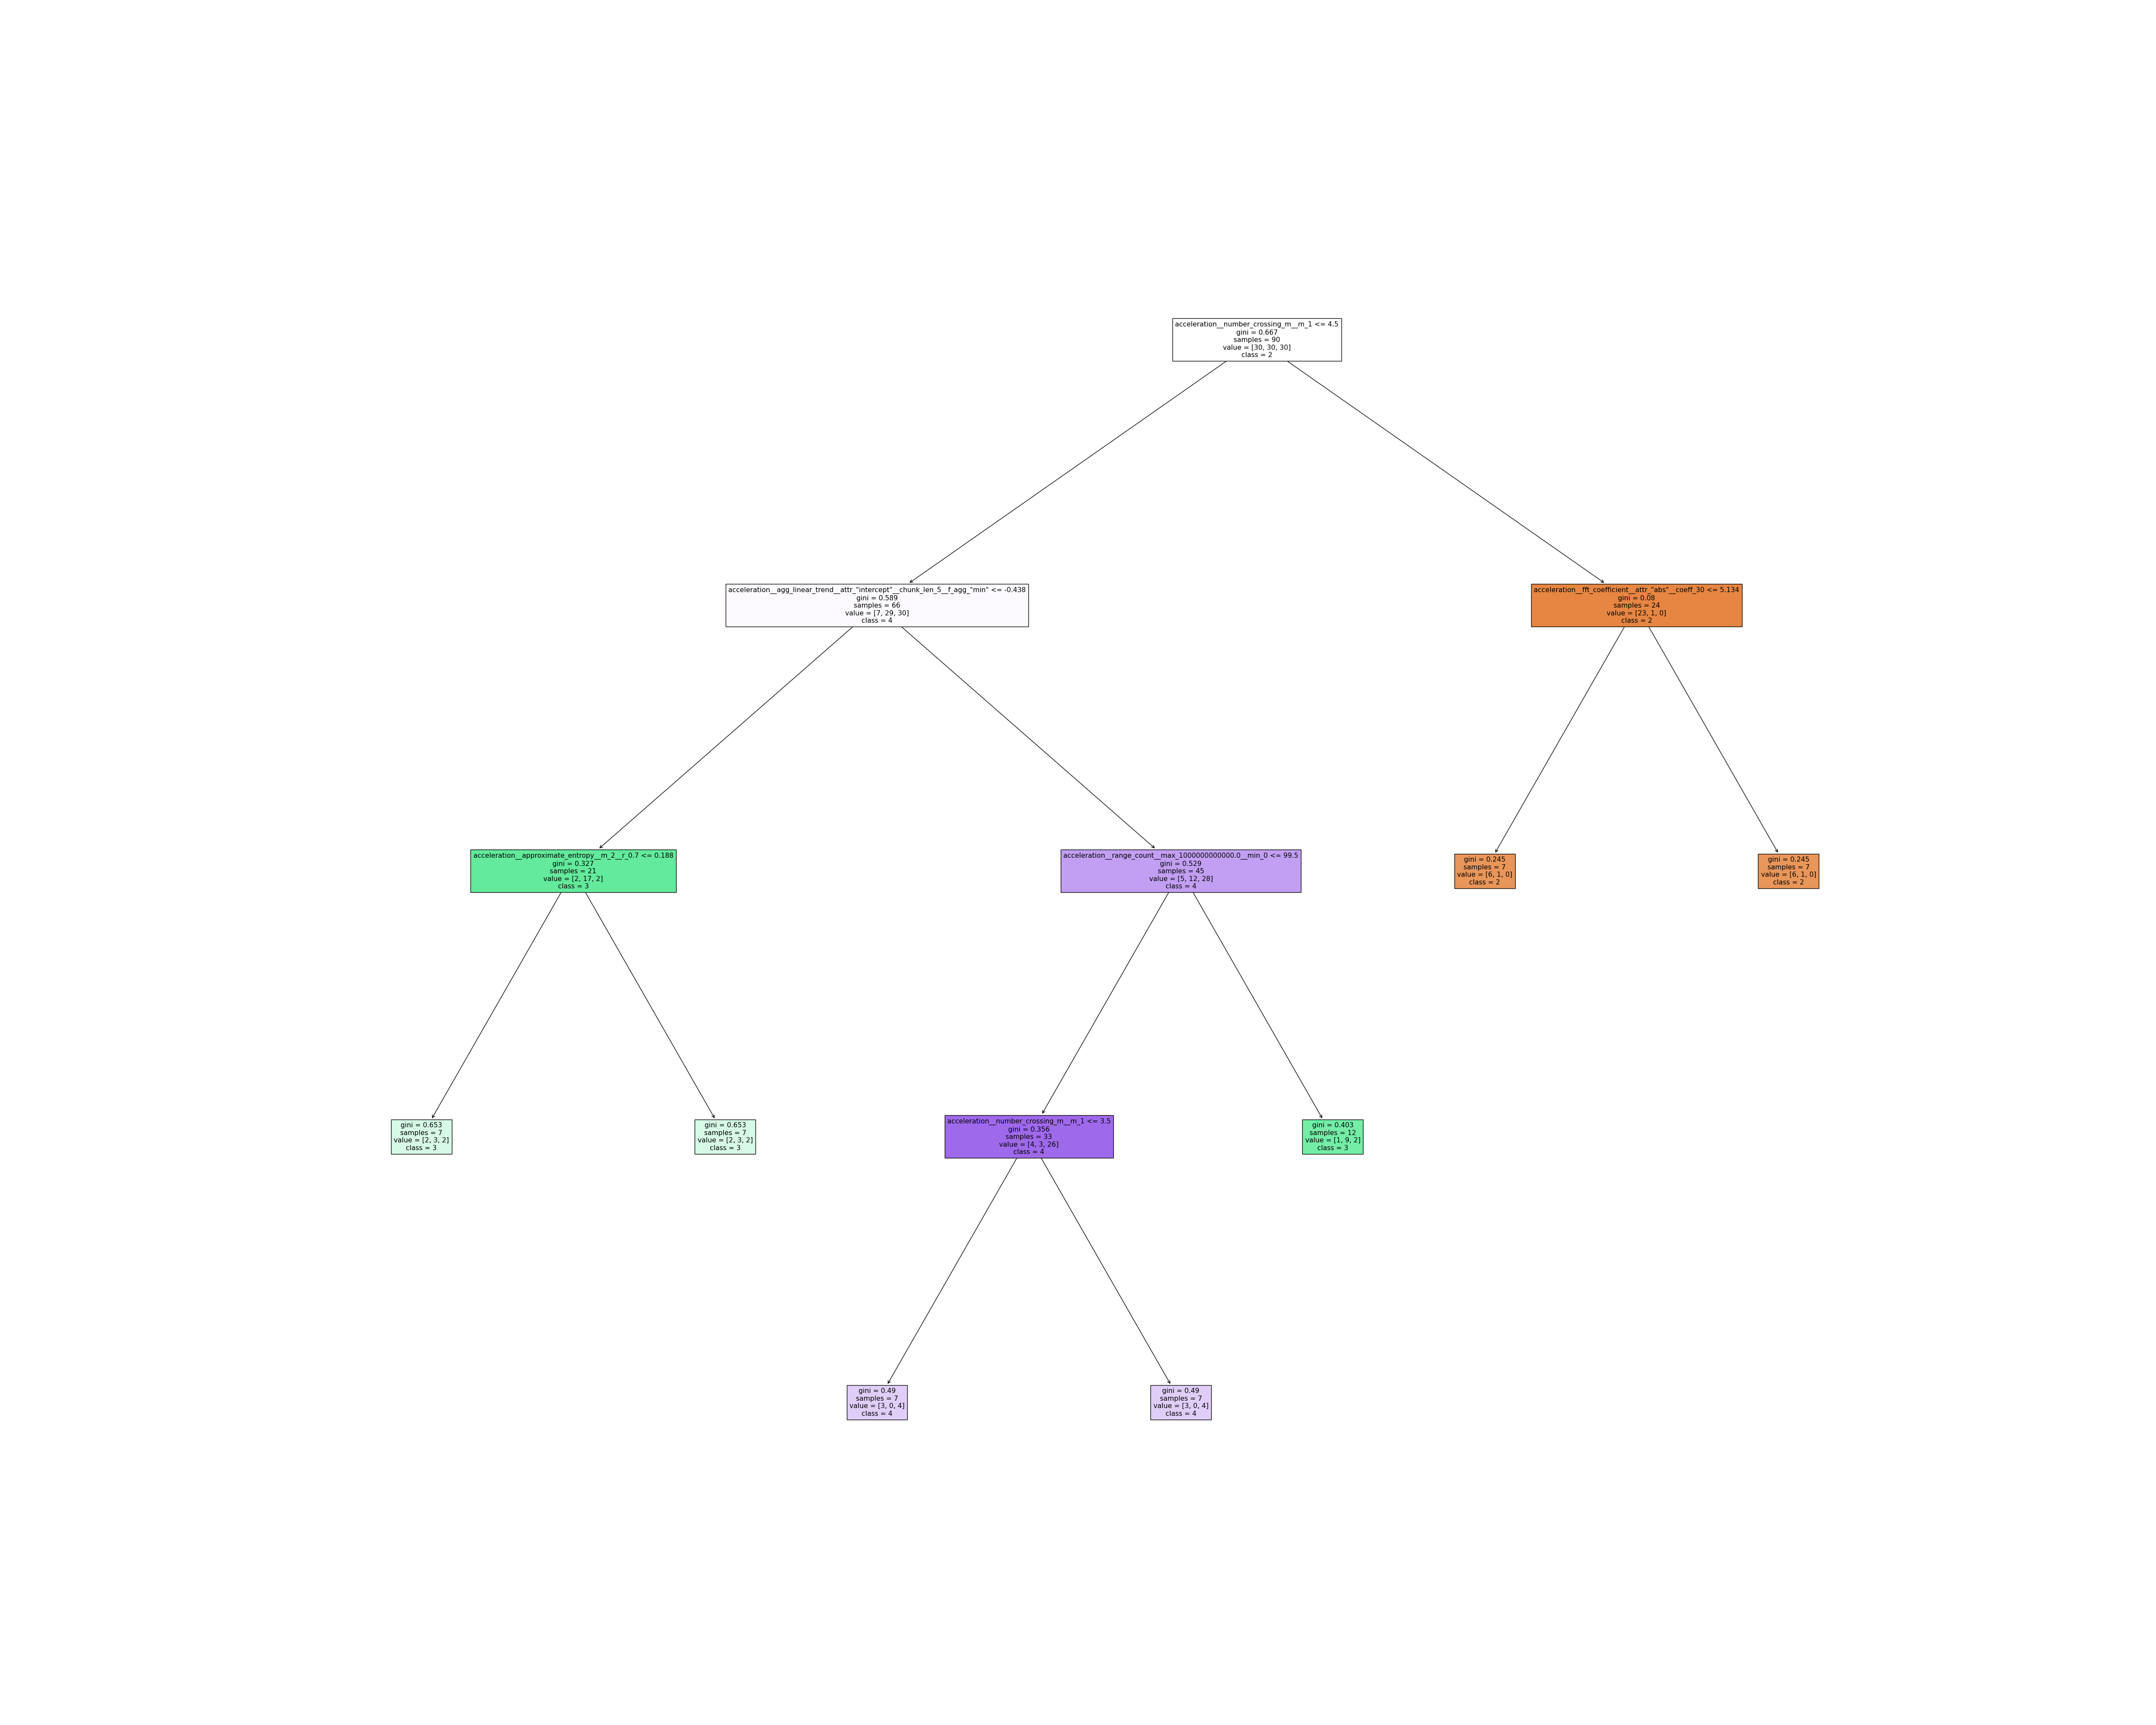 acceleration__number_crossing_m__m_1 <= 4.5
gini = 0.667
samples = 90
value = [30, 30, 30]
class = 2
acceleration__agg_linear_trend__attr_"intercept"__chunk_len_5__f_agg_"min" <= -0.438
gini = 0.589
samples = 66
value = [7, 29, 30]
class = 4
acceleration__fft_coefficient__attr_"abs"__coeff_30 <= 5.134
gini = 0.08
samples = 24
value = [23, 1, 0]
class = 2
acceleration__approximate_entropy__m_2__r_0.7 <= 0.188
gini = 0.327
samples = 21
value = [2, 17, 2]
class = 3
acceleration__range_count__max_1000000000000.0__min_0 <= 99.5
gini = 0.529
samples = 45
value = [5, 12, 28]
class = 4
gini = 0.245
samples = 7
value = [6, 1, 0]
class = 2
gini = 0.245
samples = 7
value = [6, 1, 0]
class = 2
gini = 0.653
samples = 7
value = [2, 3, 2]
class = 3
gini = 0.653
samples = 7
value = [2, 3, 2]
class = 3
acceleration__number_crossing_m__m_1 <= 3.5
gini = 0.356
samples = 33
value = [4, 3, 26]
class = 4
gini = 0.403
samples = 12
value = [1, 9, 2]
class = 3
gini = 0.49
samples = 7
value = [3, 0, 4]
class = 4
gini = 0.49
samples = 7
value = [3, 0, 4]
class = 4